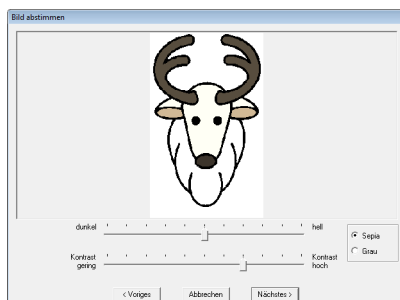 Bild abstimmen
dunkel hell
Kontrast gering Kontrast hoch
Sepia
Grau
< Voriges Abbrechen Nächstes >